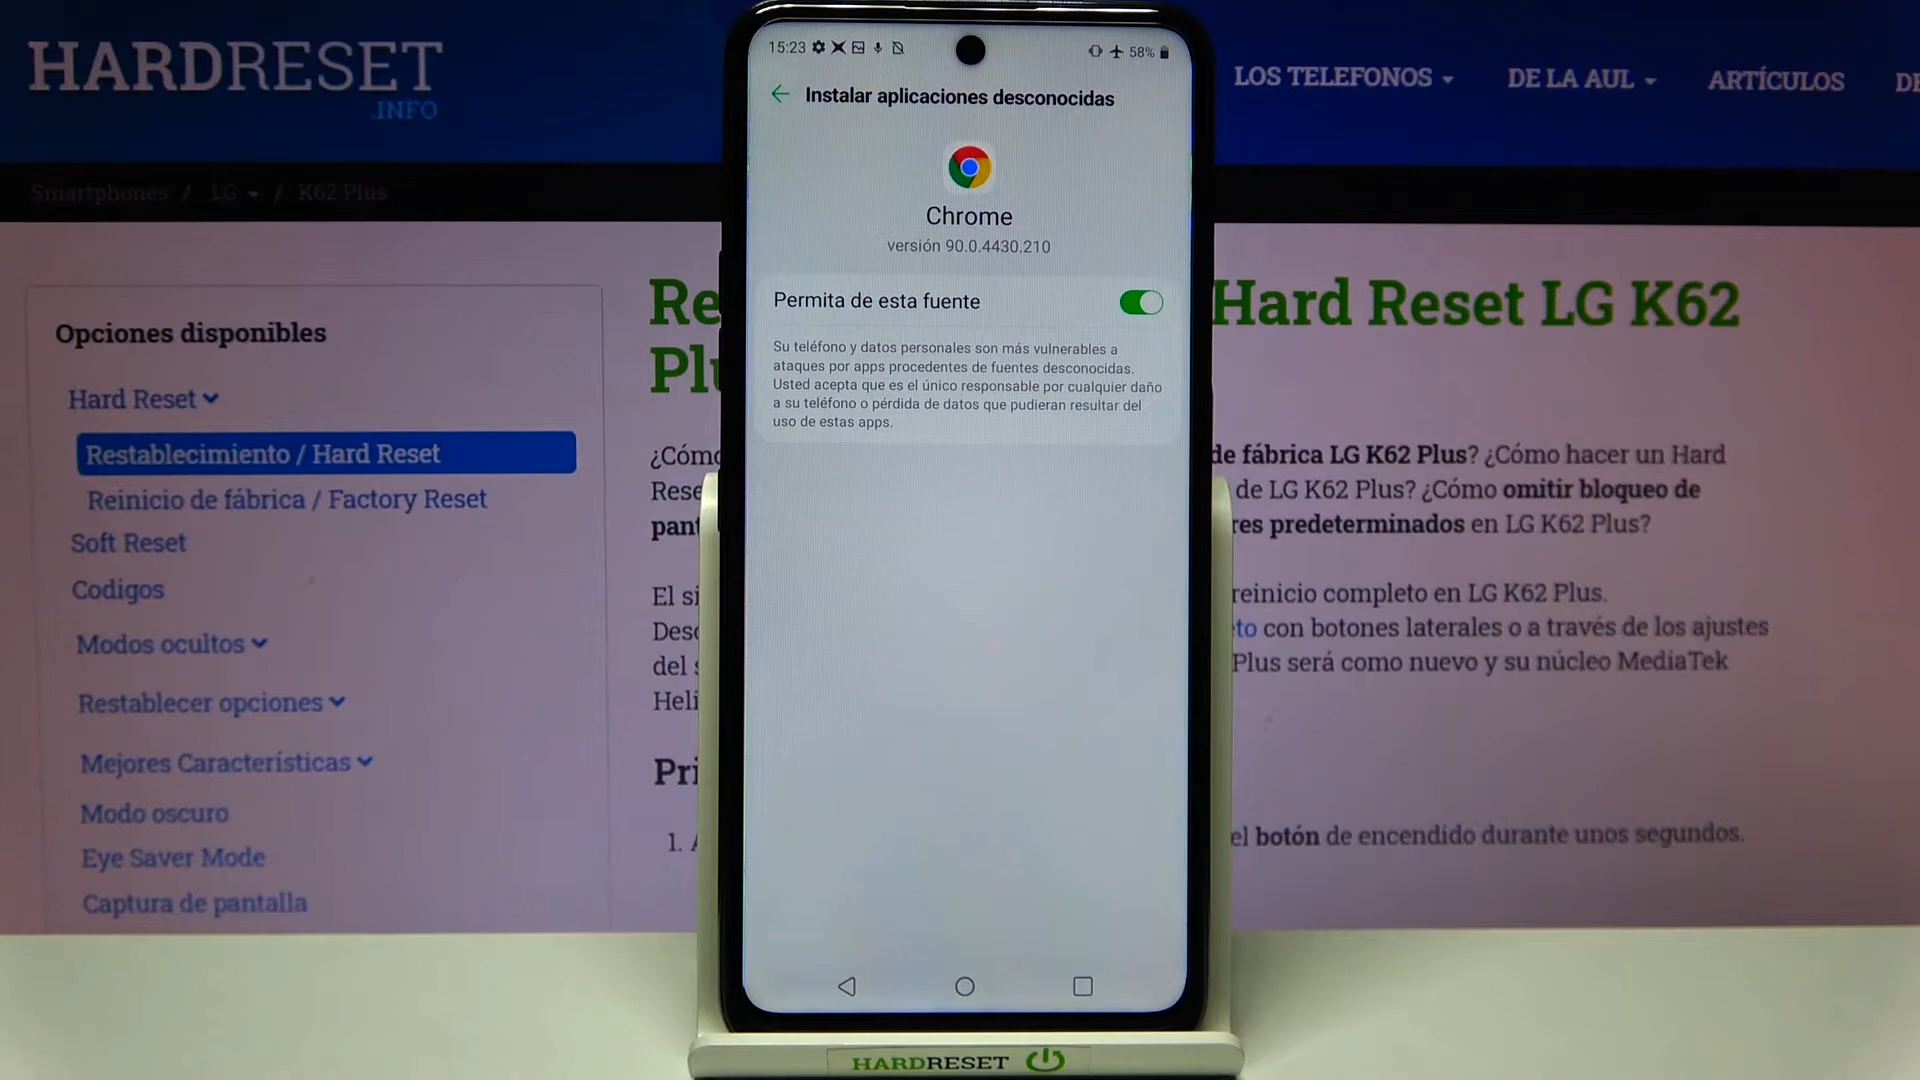 HARDRESET
.INFO
LOS TELEFONOS
DE LA AUL
ARTÍCULOS
Smartphones / LG / K62 Plus
Opciones disponibles
Hard Reset
Restablecimiento / Hard Reset
Reinicio de fábrica / Factory Reset
Soft Reset
Codigos
Modos ocultos
Restablecer opciones
Mejores Características
Modo oscuro
Eye Saver Mode
Captura de pantalla
15:23
58%
Instalar aplicaciones desconocidas
Chrome
versión 90.0.4430.210
Permita de esta fuente
Su teléfono y datos personales son más vulnerables a
ataques por apps procedentes de fuentes desconocidas.
Usted acepta que es el único responsable por cualquier daño
a su teléfono o pérdida de datos que pudieran resultar del
uso de estas apps.
Hard Reset LG K62
de fábrica LG K62 Plus? ¿Cómo hacer un Hard
de LG K62 Plus? ¿Cómo omitir bloqueo de
en LG K62 Plus?
reinicio completo en LG K62 Plus.
con botones laterales o a través de los ajustes
Plus será como nuevo y su núcleo MediaTek
1.
el botón de encendido durante unos segundos.
HARDRESET